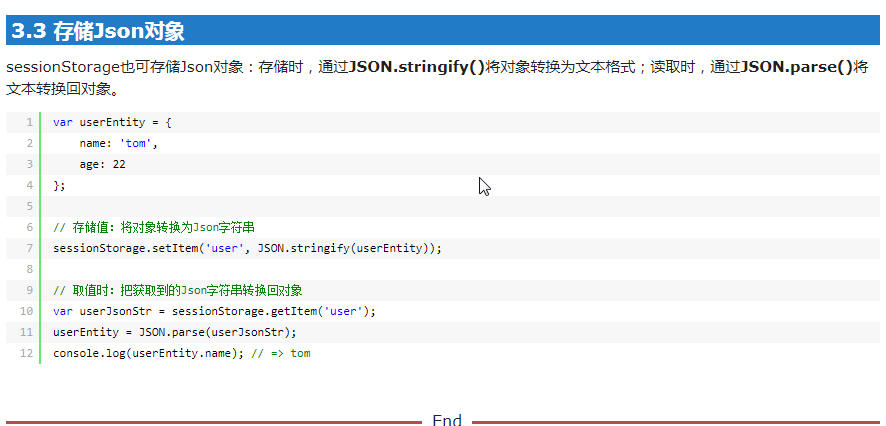 3.3 存储Json对象
sessionStorage也可存储Json对象：存储时，通过JSON.stringify()将对象转换为文本格式；读取时，通过JSON.parse()将
文本转换回对象。
1 var userEntity = {
2     name: 'tom',
3     age: 22
4 };
5
6 // 存储值：将对象转换为Json字符串
7 sessionStorage.setItem('user', JSON.stringify(userEntity));
8
9 // 取值时：把获取到的Json字符串转换回对象
10 var userJsonStr = sessionStorage.getItem('user');
11 userEntity = JSON.parse(userJsonStr);
12 console.log(userEntity.name); // => tom
End